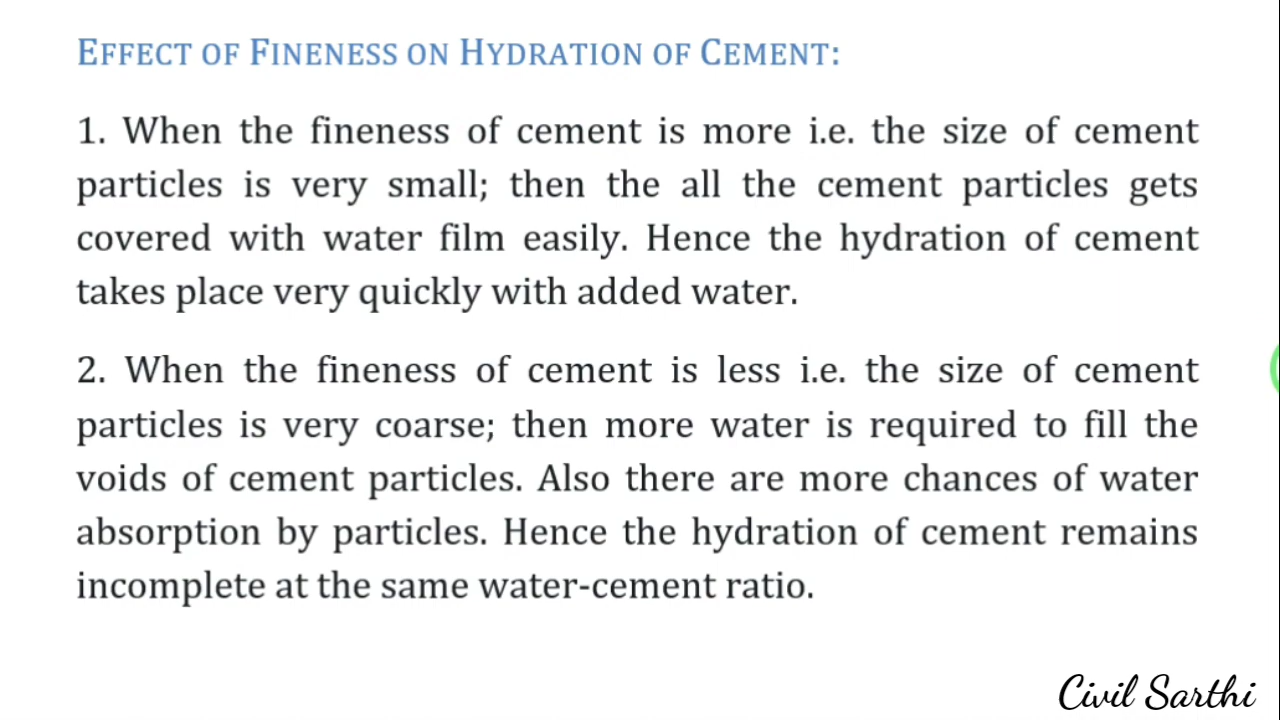 EFFECT OF FINENESS ON HYDRATION OF CEMENT:
1. When the fineness of cement is more i.e. the size of cement
particles is very small; then the all the cement particles gets
covered with water film easily. Hence the hydration of cement
takes place very quickly with added water.
2. When the fineness of cement is less i.e. the size of cement
particles is very coarse; then more water is required to fill the
voids of cement particles. Also there are more chances of water
absorption by particles. Hence the hydration of cement remains
incomplete at the same water-cement ratio.
Civil Sarthi